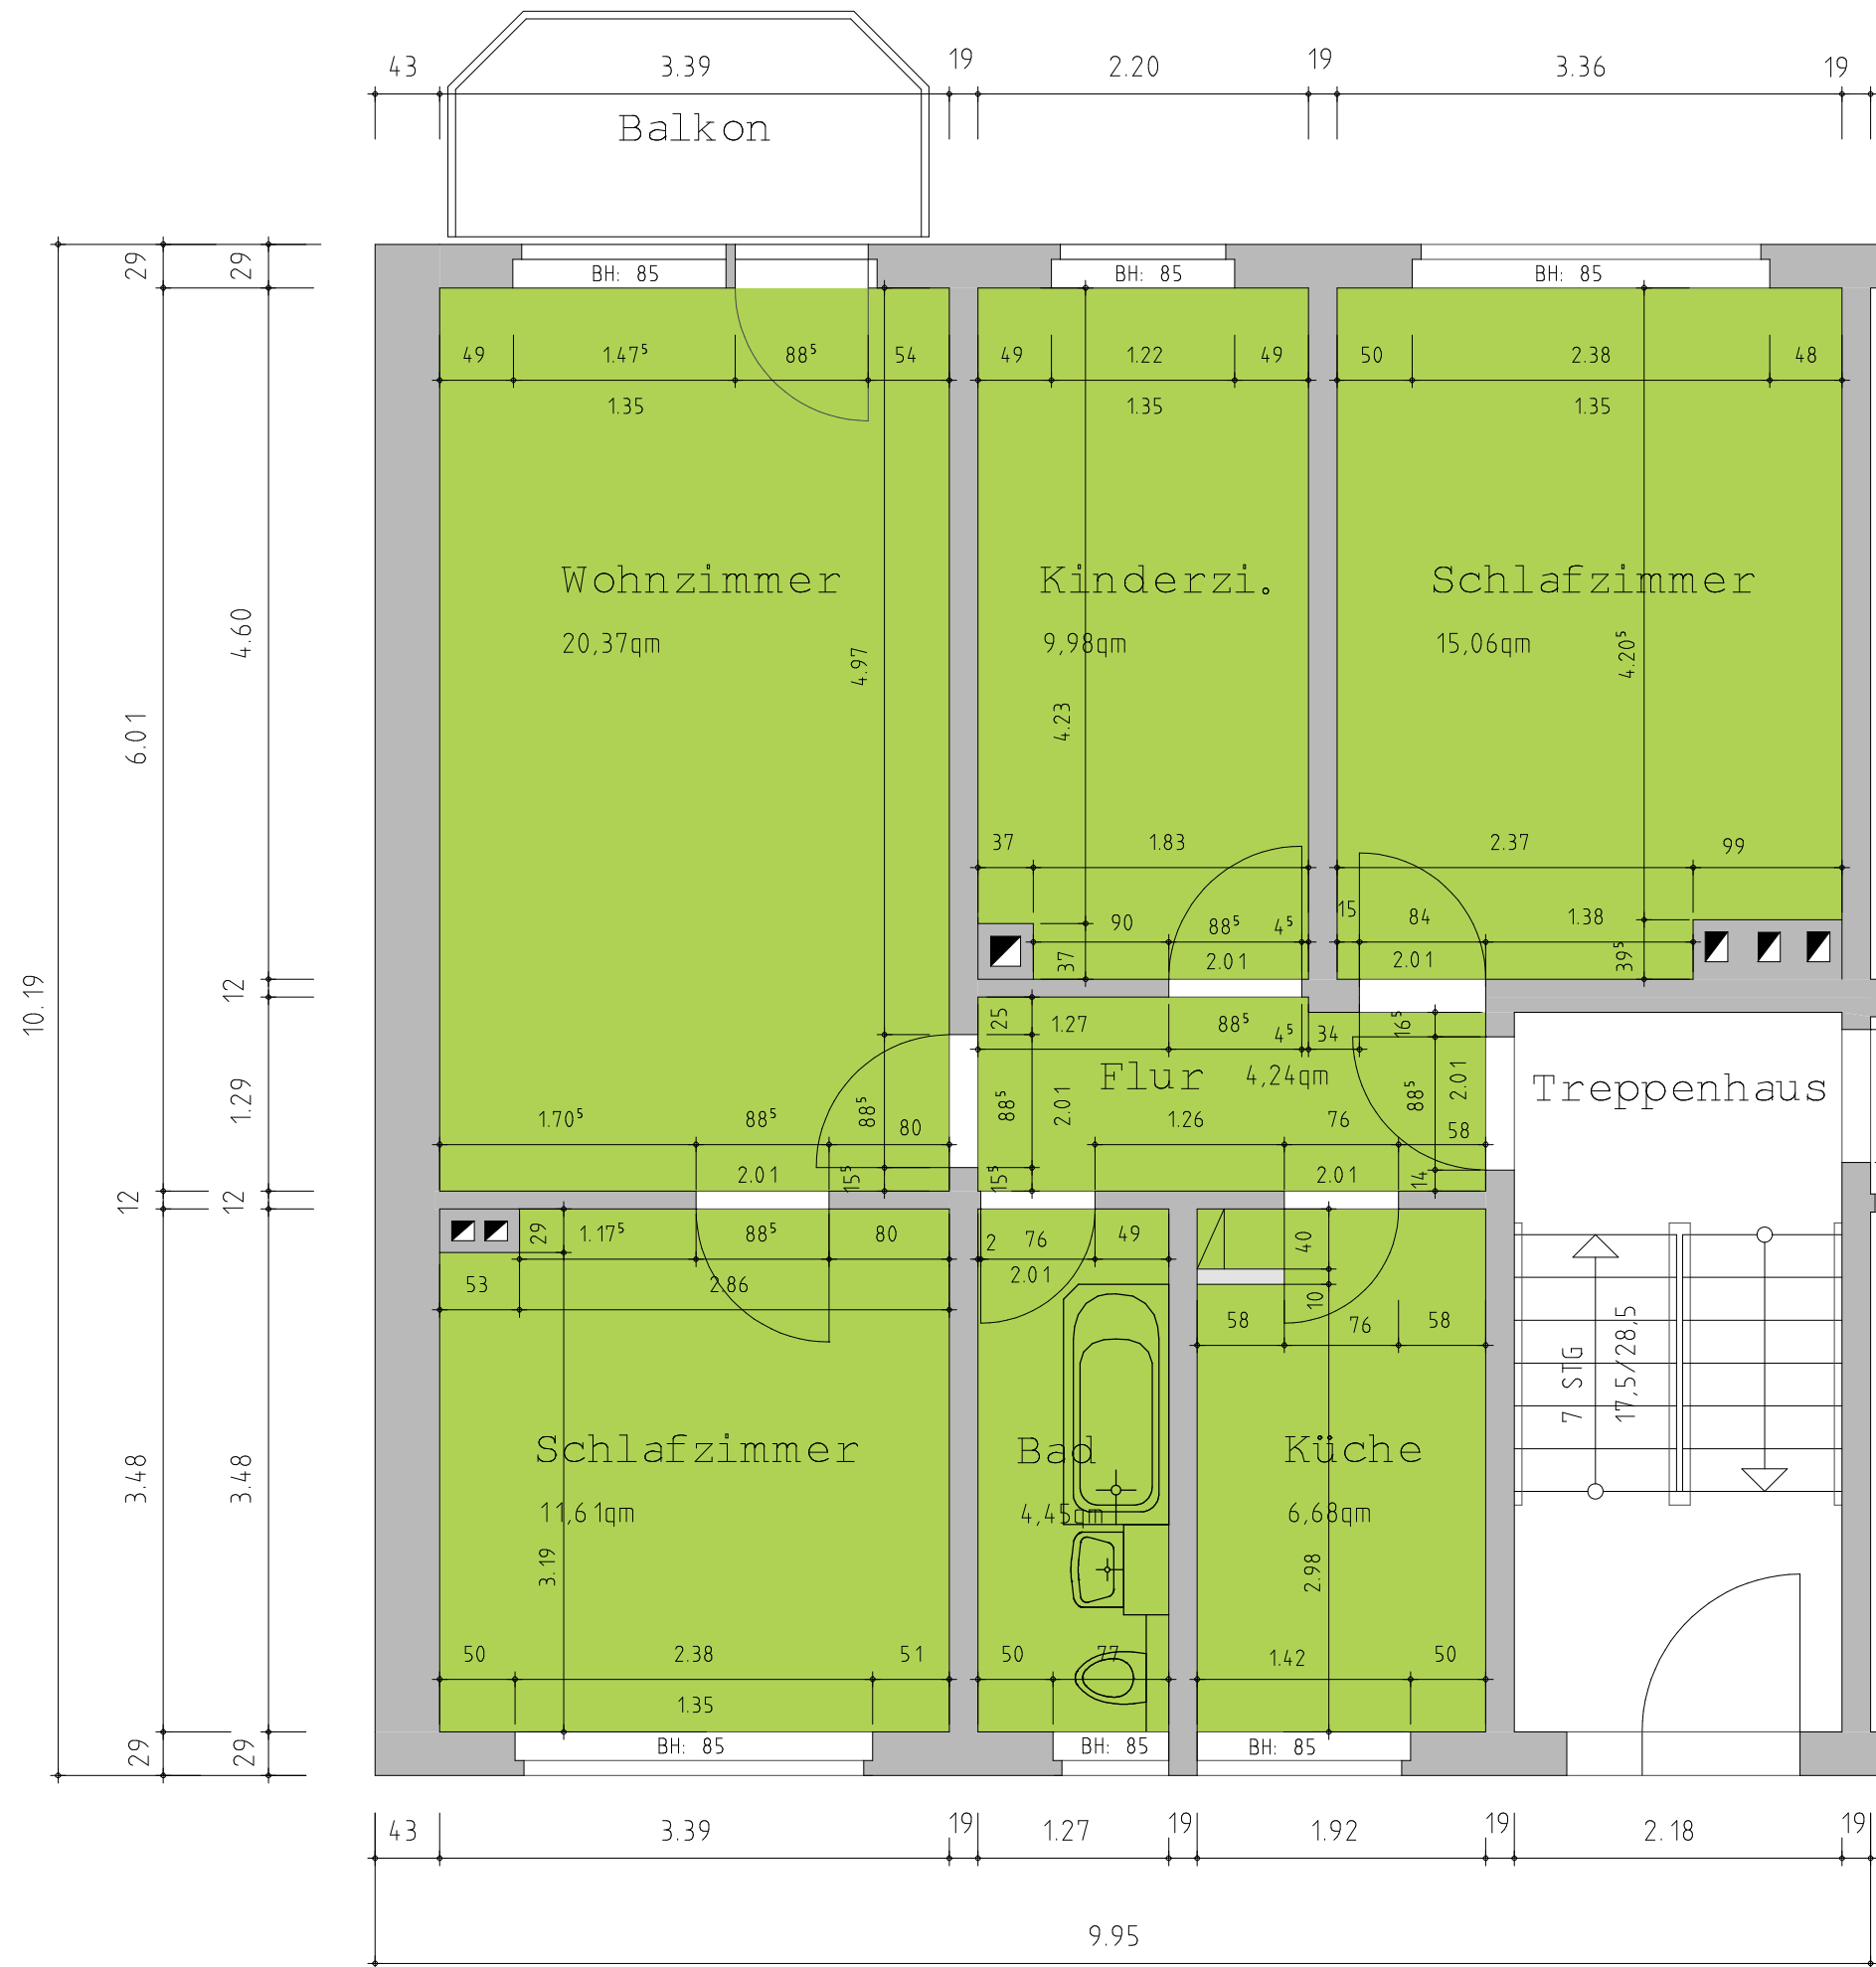 43 3.39 19 2.20 19 3.36 19
Balkon
29 29
BH: 85 BH: 85 BH: 85
49 1.47⁵ 88⁵ 54 49 1.22 49 50 2.38 48
1.35 1.35 1.35
Wohnzimmer Kinderzi. Schlafzimmer
20,37qm 9,98qm 15,06qm
4.60 4.97 4.20⁵
6.01 4.23
37 1.83 2.37 99
90 88⁵ 4⁵ 15 84 1.38
37 2.01 2.01 39⁵
10.19 12
25 1.27 88⁵ 4⁵ 34 16⁵
Flur 4,24qm
Treppenhaus
1.29 88⁵ 88⁵ 2.01 88⁵ 2.01
1.70⁵ 88⁵ 80 1.26 76 58
2.01 15⁵ 15⁵ 2.01 14
12 12
29 1.17⁵ 88⁵ 80 2 76 49 40
53 2.86 2.01 10
58 76 58
7 STG
17,5/28,5
Schlafzimmer Bad Küche
11,61qm 4,45qm 6,68qm
3.48 3.48
3.19 2.98
50 2.38 51 50 77 1.42 50
1.35
29 29
BH: 85 BH: 85 BH: 85
43 3.39 19 1.27 19 1.92 19 2.18 19
9.95